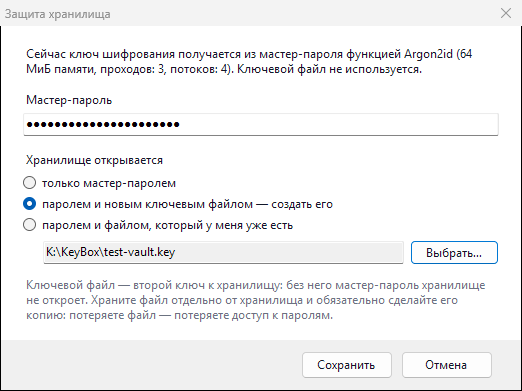 Защита хранилища
Сейчас ключ шифрования получается из мастер-пароля функцией Argon2id (64
МиБ памяти, проходов: 3, потоков: 4). Ключевой файл не используется.
Мастер-пароль
●●●●●●●●●●●●●●●●●●●●●●
Хранилище открывается
только мастер-паролем
паролем и новым ключевым файлом — создать его
паролем и файлом, который у меня уже есть
K:\KeyBox\test-vault.key
Выбрать...
Ключевой файл — второй ключ к хранилищу: без него мастер-пароль хранилище
не откроет. Храните файл отдельно от хранилища и обязательно сделайте его
копию: потеряете файл — потеряете доступ к паролям.
Сохранить
Отмена